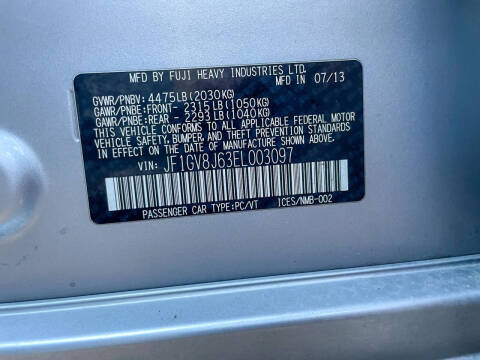 MFD BY FUJI HEAVY INDUSTRIES LTD.
MFD IN 07/13
GVWR/PNBV: 4475LB(2030KG)
GAWR/PNBE:FRONT- 2315LB(1050KG)
GAWR/PNBE:REAR - 2293LB(1040KG)
THIS VEHICLE CONFORMS TO ALL APPLICABLE FEDERAL MOTOR
VEHICLE SAFETY, BUMPER, AND THEFT PREVENTION STANDARDS
IN EFFECT ON THE DATE OF MANUFACTURE SHOWN ABOVE.
VIN: JF1GV8J63EL003097
PASSENGER CAR TYPE:PC/VT ICES/NMB-002